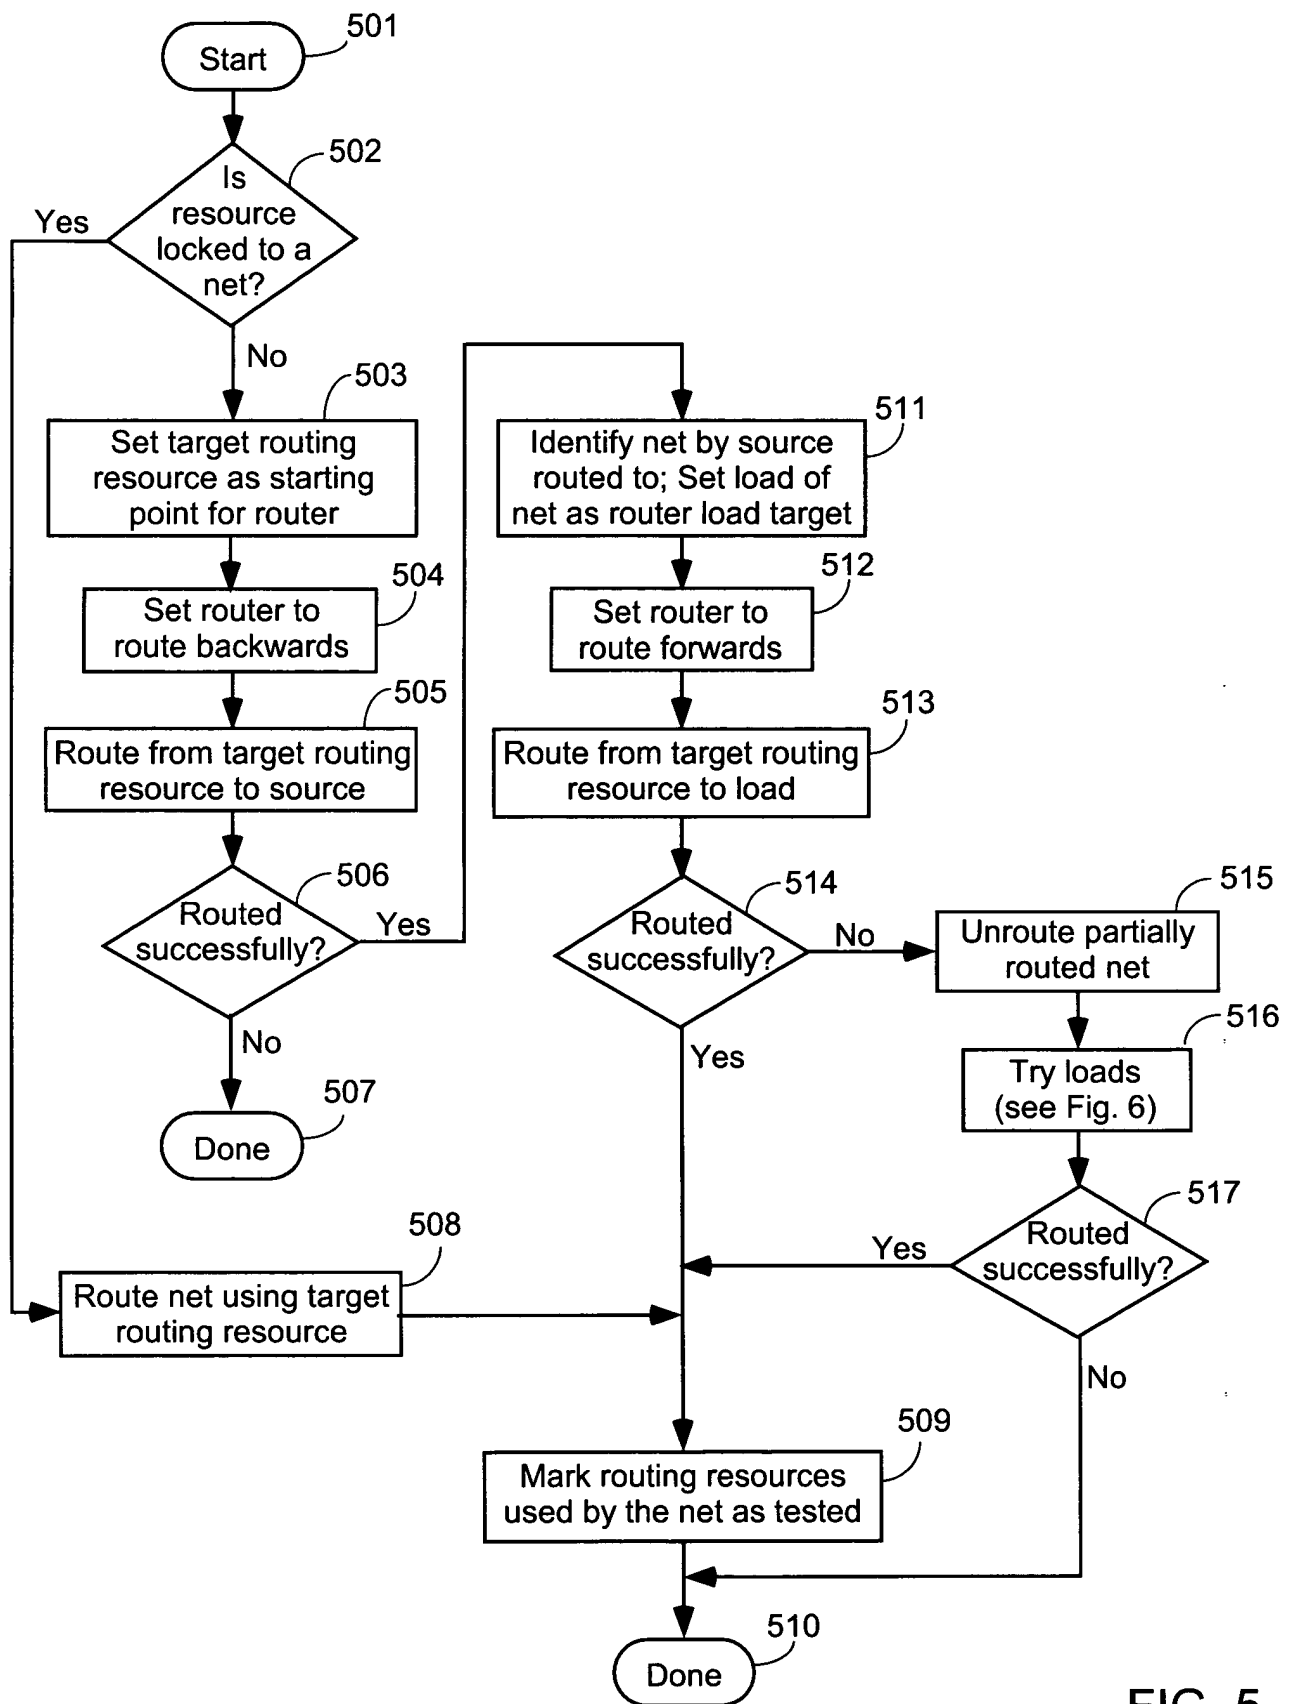 501
Start
502
Is
resource
locked to a
net?
Yes
No
503
Set target routing
resource as starting
point for router
504
Set router to
route backwards
505
Route from target routing
resource to source
506
Routed
successfully?
Yes
No
507
Done
508
Route net using target
routing resource
511
Identify net by source
routed to; Set load of
net as router load target
512
Set router to
route forwards
513
Route from target routing
resource to load
514
Routed
successfully?
No
Yes
515
Unroute partially
routed net
516
Try loads
(see Fig. 6)
517
Routed
successfully?
Yes
No
509
Mark routing resources
used by the net as tested
510
Done
FIG. 5